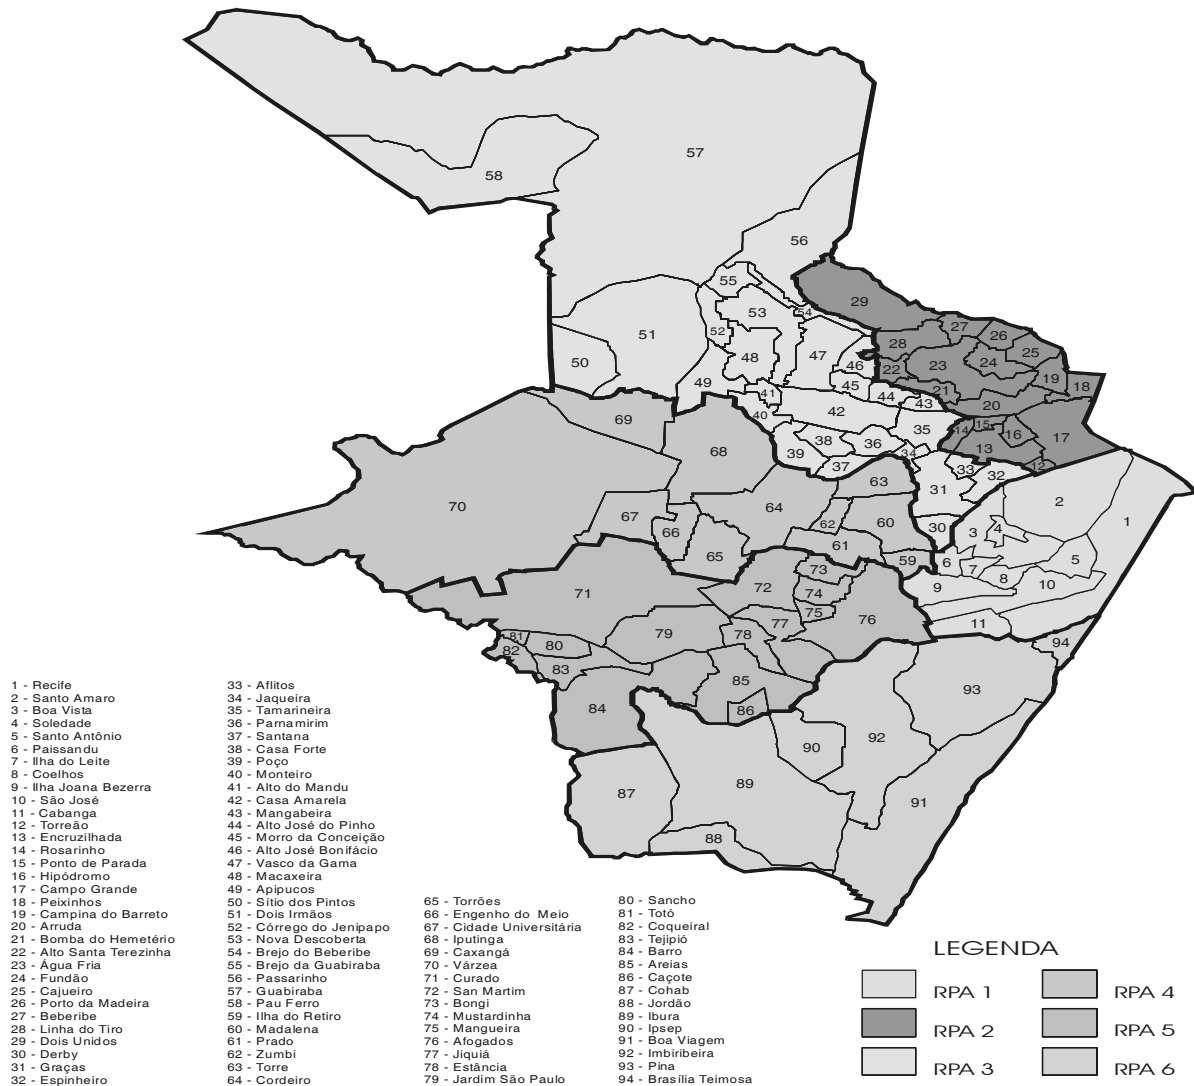 57
58
56
55
29
53
54
27
26
52
51
28
25
47
48
24
50
46
23
22
19
18
45
49
21
41
44
43
20
42
40
69
35
15
14
16
17
38
36
13
68
39
34
37
12
33
32
63
31
2
70
64
67
62
60
1
30
66
3
4
61
65
59
6
5
73
7
72
8
10
9
71
74
75
76
77
11
79
78
81
80
94
82
83
85
93
84
86
92
90
89
87
91
88
1 - Recife
2 - Santo Amaro
3 - Boa Vista
4 - Soledade
5 - Santo Antônio
6 - Paissandu
7 - Ilha do Leite
8 - Coelhos
9 - Ilha Joana Bezerra
10 - São José
11 - Cabanga
12 - Torreão
13 - Encruzilhada
14 - Rosarinho
15 - Ponto de Parada
16 - Hipódromo
17 - Campo Grande
18 - Peixinhos
19 - Campina do Barreto
20 - Arruda
21 - Bomba do Hemetério
22 - Alto Santa Terezinha
23 - Água Fria
24 - Fundão
25 - Cajueiro
26 - Porto da Madeira
27 - Beberibe
28 - Linha do Tiro
29 - Dois Unidos
30 - Derby
31 - Graças
32 - Espinheiro
33 - Aflitos
34 - Jaqueira
35 - Tamarineira
36 - Parnamirim
37 - Santana
38 - Casa Forte
39 - Poço
40 - Monteiro
41 - Alto do Mandu
42 - Casa Amarela
43 - Mangabeira
44 - Alto José do Pinho
45 - Morro da Conceição
46 - Alto José Bonifácio
47 - Vasco da Gama
48 - Macaxeira
49 - Apipucos
50 - Sítio dos Pintos
51 - Dois Irmãos
52 - Córrego do Jenipapo
53 - Nova Descoberta
54 - Brejo do Beberibe
55 - Brejo da Guabiraba
56 - Passarinho
57 - Guabiraba
58 - Pau Ferro
59 - Ilha do Retiro
60 - Madalena
61 - Prado
62 - Zumbi
63 - Torre
64 - Cordeiro
65 - Torrões
66 - Engenho do Meio
67 - Cidade Universitária
68 - Iputinga
69 - Caxangá
70 - Várzea
71 - Curado
72 - San Martim
73 - Bongi
74 - Mustardinha
75 - Mangueira
76 - Afogados
77 - Jiquiá
78 - Estância
79 - Jardim São Paulo
80 - Sancho
81 - Totó
82 - Coqueiral
83 - Tejipió
84 - Barro
85 - Areias
86 - Caçote
87 - Cohab
88 - Jordão
89 - Ibura
90 - Ipsep
91 - Boa Viagem
92 - Imbiribeira
93 - Pina
94 - Brasília Teimosa
LEGENDA
RPA 1
RPA 2
RPA 3
RPA 4
RPA 5
RPA 6